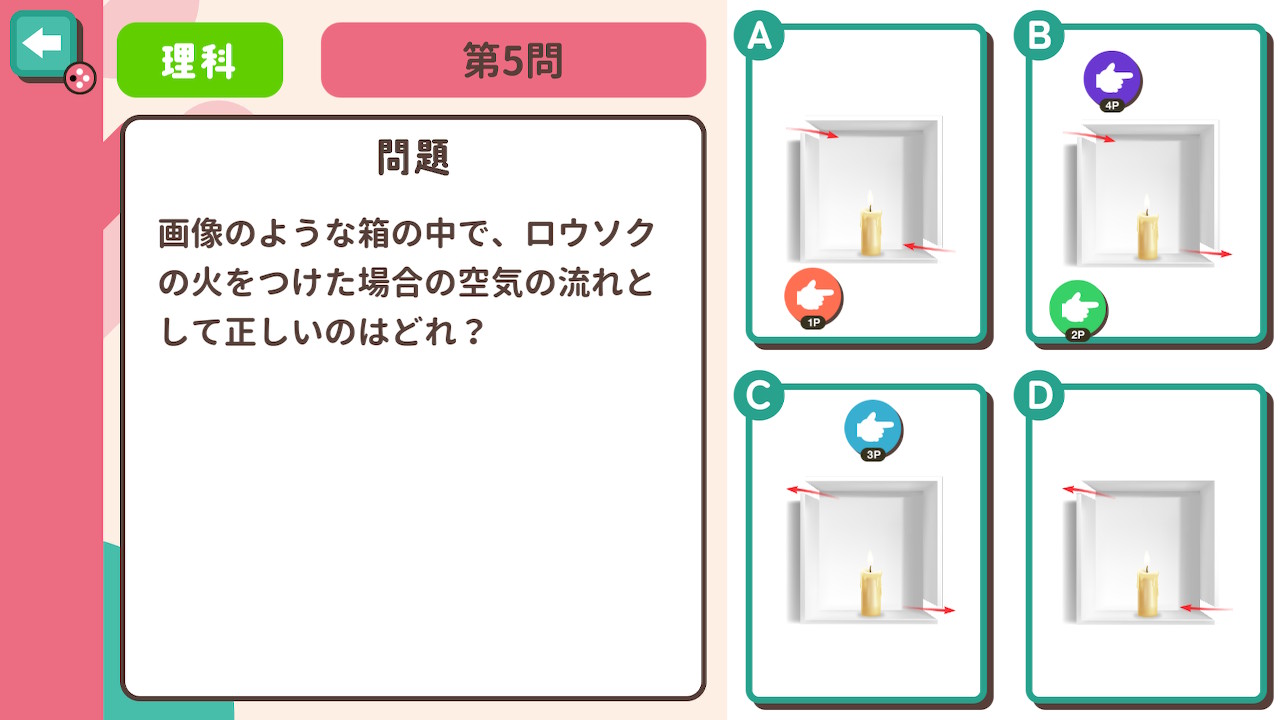 理科
第5問
問題
画像のような箱の中で、ロウソク
の火をつけた場合の空気の流れと
して正しいのはどれ？
A
1P
B
4P
2P
C
3P
D